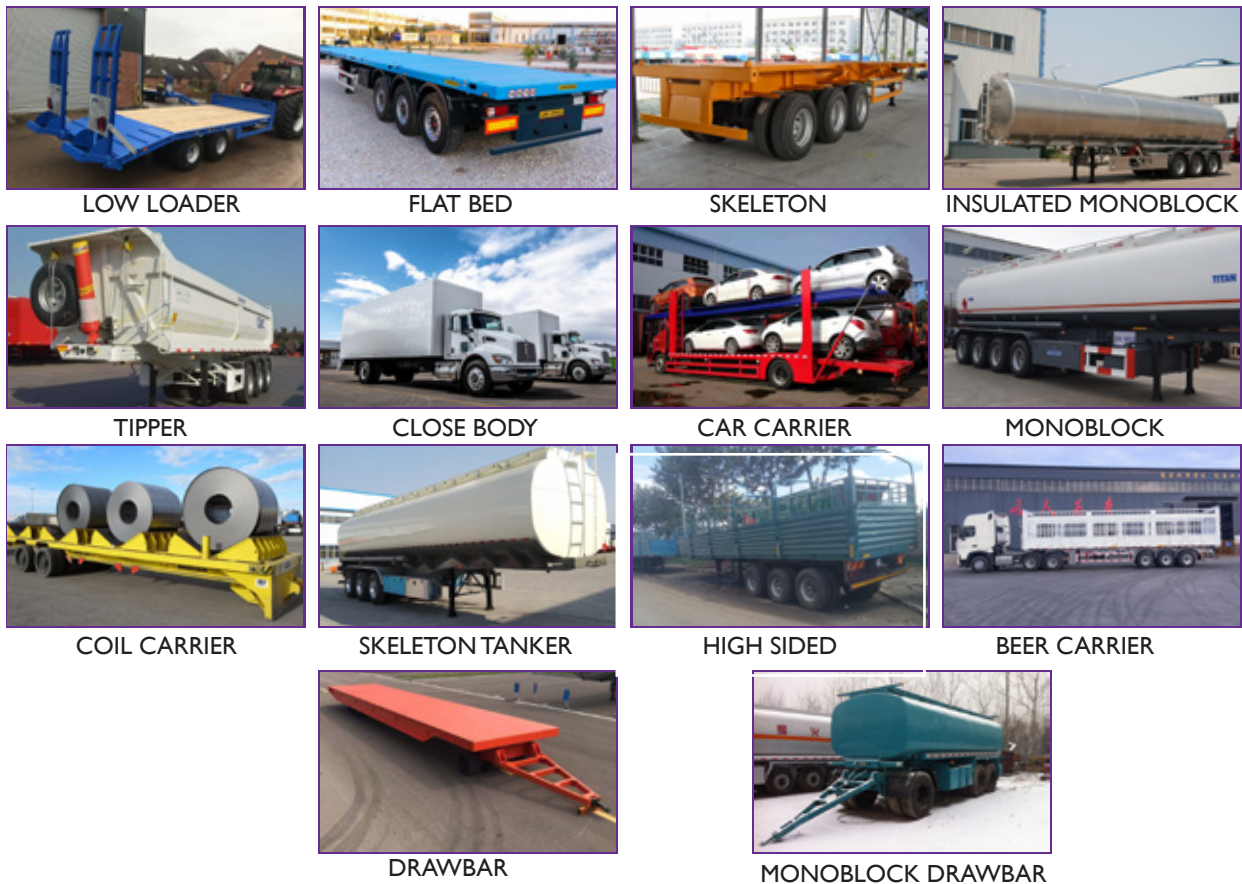 LOW LOADER
FLAT BED
SKELETON
INSULATED MONOBLOCK
TITAN
TIPPER
CLOSE BODY
CAR CARRIER
MONOBLOCK
COIL CARRIER
SKELETON TANKER
HIGH SIDED
BEER CARRIER
DRAWBAR
MONOBLOCK DRAWBAR